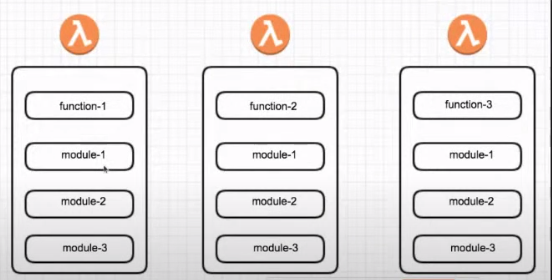 λ λ λ
function-1 function-2 function-3
module-1 module-1 module-1
module-2 module-2 module-2
module-3 module-3 module-3